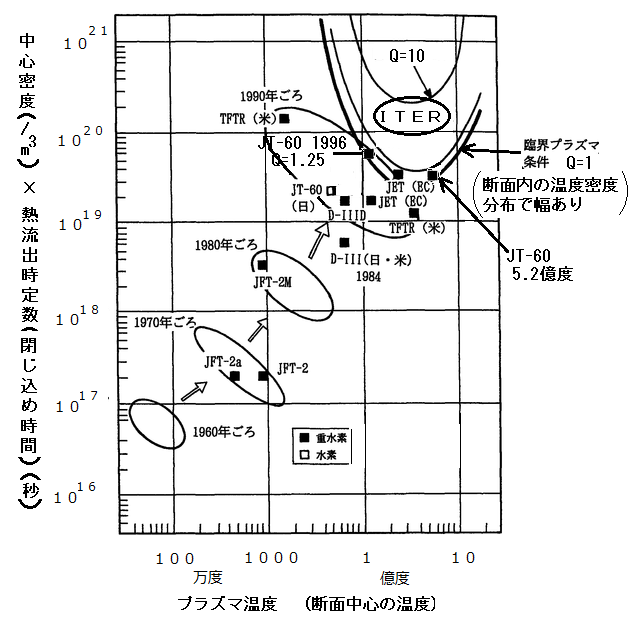 中心密度(/m³) × 熱流出時定数(閉じ込め時間)(秒)
10²¹
10²⁰
10¹⁹
10¹⁸
10¹⁷
10¹⁶
Q=10
ITER
1990年ごろ
TFTR (米)
JT-60 1996
Q=1.25
臨界プラズマ
条件 Q=1
(断面内の温度密度
分布で幅あり)
JET (EC)
JT-60
(日)
JET (EC)
D-IIID
TFTR (米)
JT-60
5.2億度
D-III(日・米)
1984
1980年ごろ
JFT-2M
1970年ごろ
JFT-2a
JFT-2
1960年ごろ
■ 重水素
□ 水素
100
1000
1
10
万度
億度
プラズマ温度 (断面中心の温度)